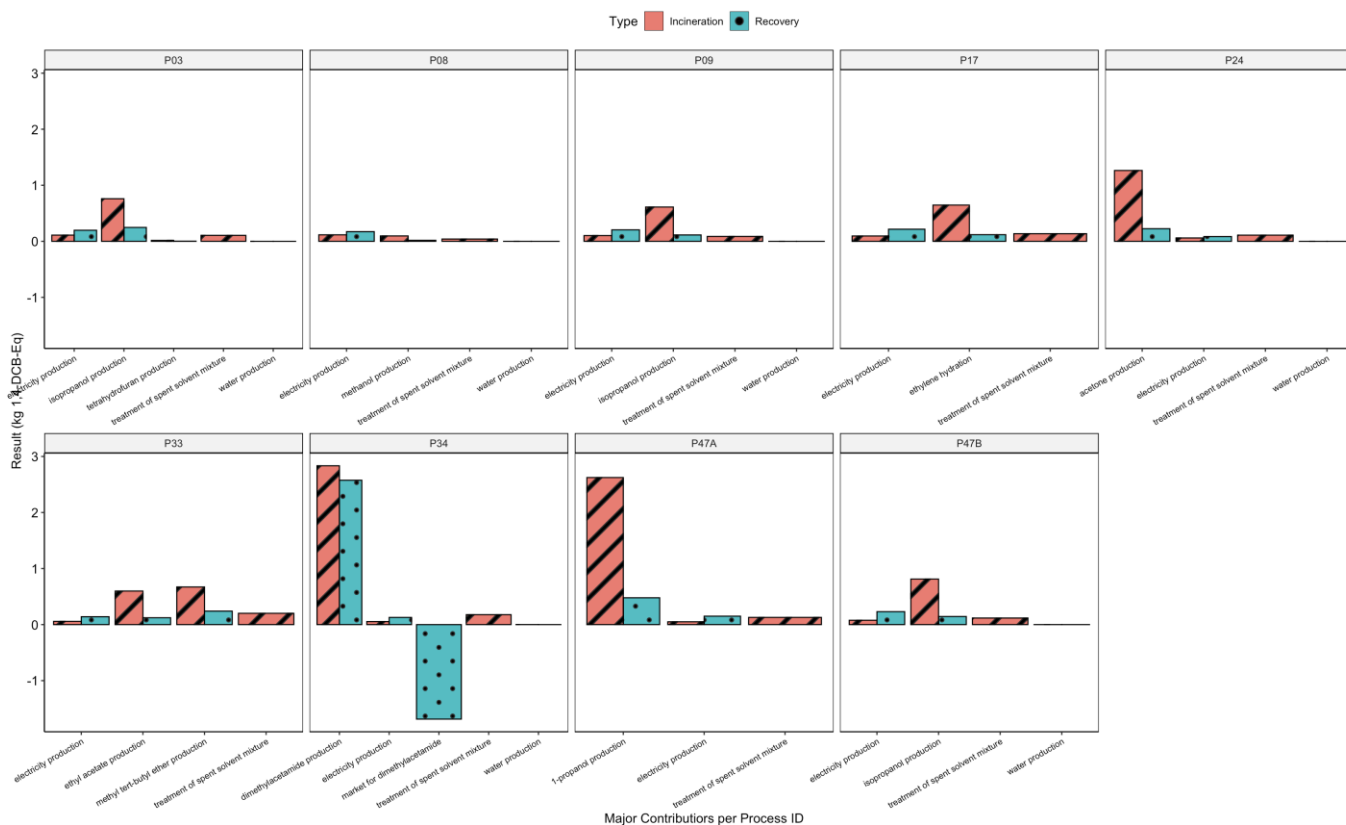 Type Incineration Recovery
P03 P08 P09 P17 P24
3
2
1
0
-1
electricity production
isopropanol production
tetrahydrofuran production
treatment of spent solvent mixture
water production
electricity production
methanol production
treatment of spent solvent mixture
water production
electricity production
isopropanol production
treatment of spent solvent mixture
water production
electricity production
ethylene hydration
treatment of spent solvent mixture
acetone production
electricity production
treatment of spent solvent mixture
water production
Result (kg 1,4-DCB-Eq)
P33 P34 P47A P47B
3
2
1
0
-1
electricity production
ethyl acetate production
methyl tert-butyl ether production
treatment of spent solvent mixture
dimethylacetamide production
electricity production
market for dimethylacetamide
treatment of spent solvent mixture
water production
1-propanol production
electricity production
treatment of spent solvent mixture
electricity production
isopropanol production
treatment of spent solvent mixture
water production
Major Contributiors per Process ID